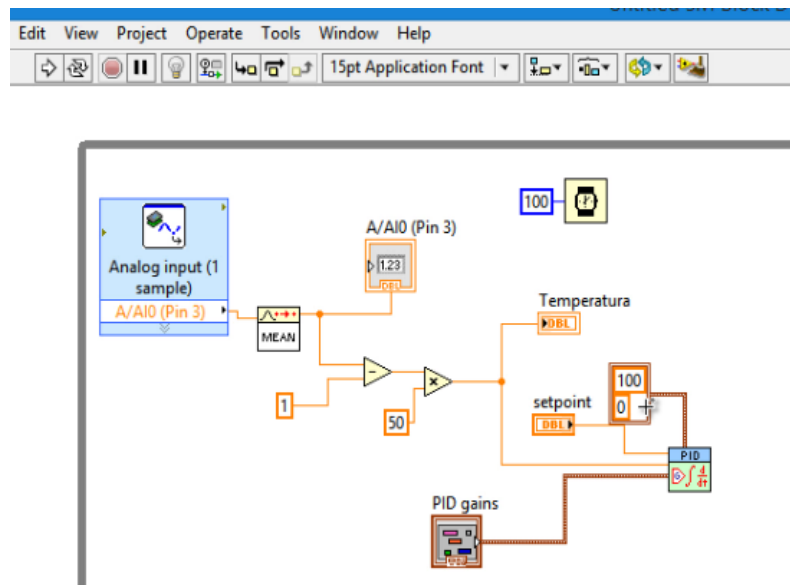 Edit View Project Operate Tools Window Help
15pt Application Font
100
A/AI0 (Pin 3)
1.23
DBL
Analog input (1
sample)
A/AI0 (Pin 3)
MEAN
Temperatura
DBL
1
50
100
0
setpoint
DBL
PID
PID gains